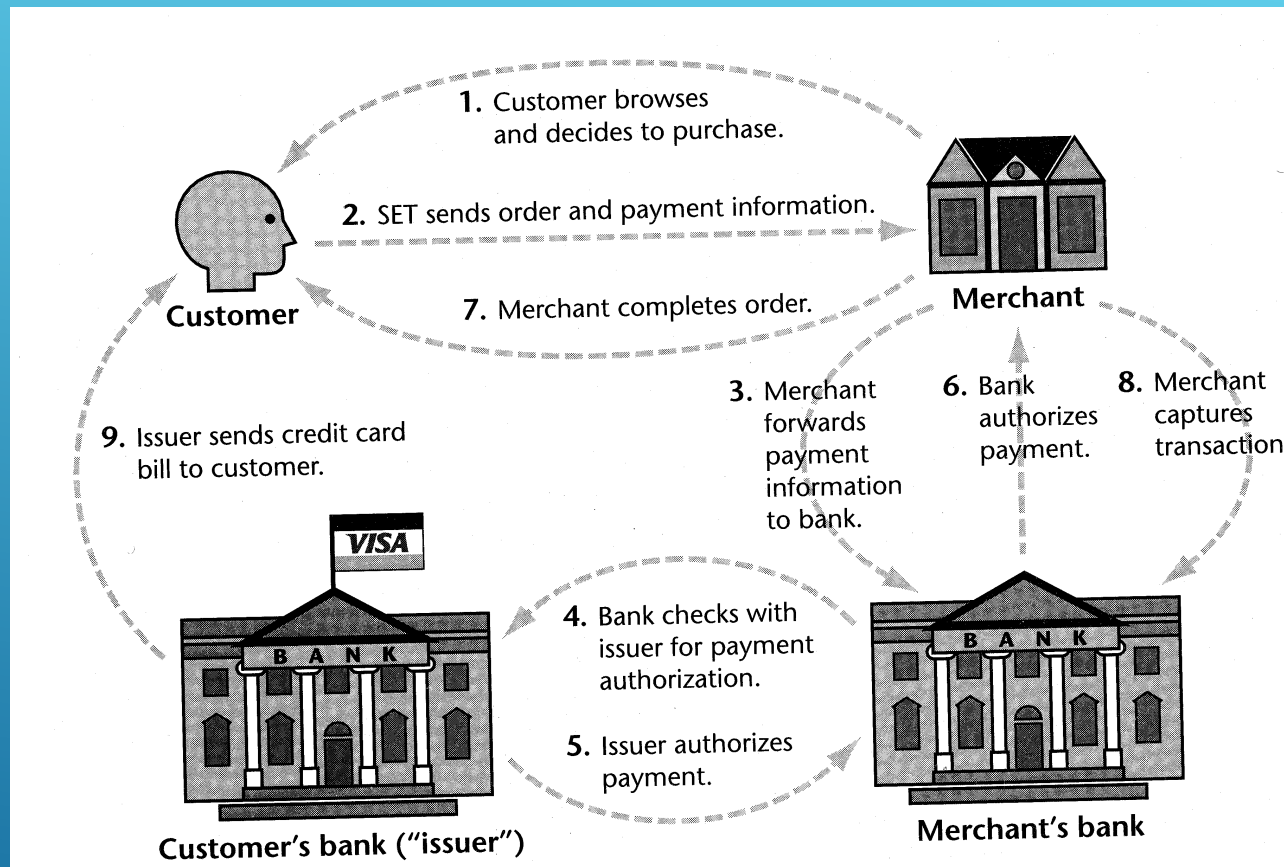 1. Customer browses
and decides to purchase.
2. SET sends order and payment information.
Customer
7. Merchant completes order.
Merchant
3. Merchant
forwards
payment
information
to bank.
6. Bank
authorizes
payment.
8. Merchant
captures
transaction
9. Issuer sends credit card
bill to customer.
VISA
BANK
4. Bank checks with
issuer for payment
authorization.
5. Issuer authorizes
payment.
BANK
Customer's bank (“issuer”)
Merchant's bank